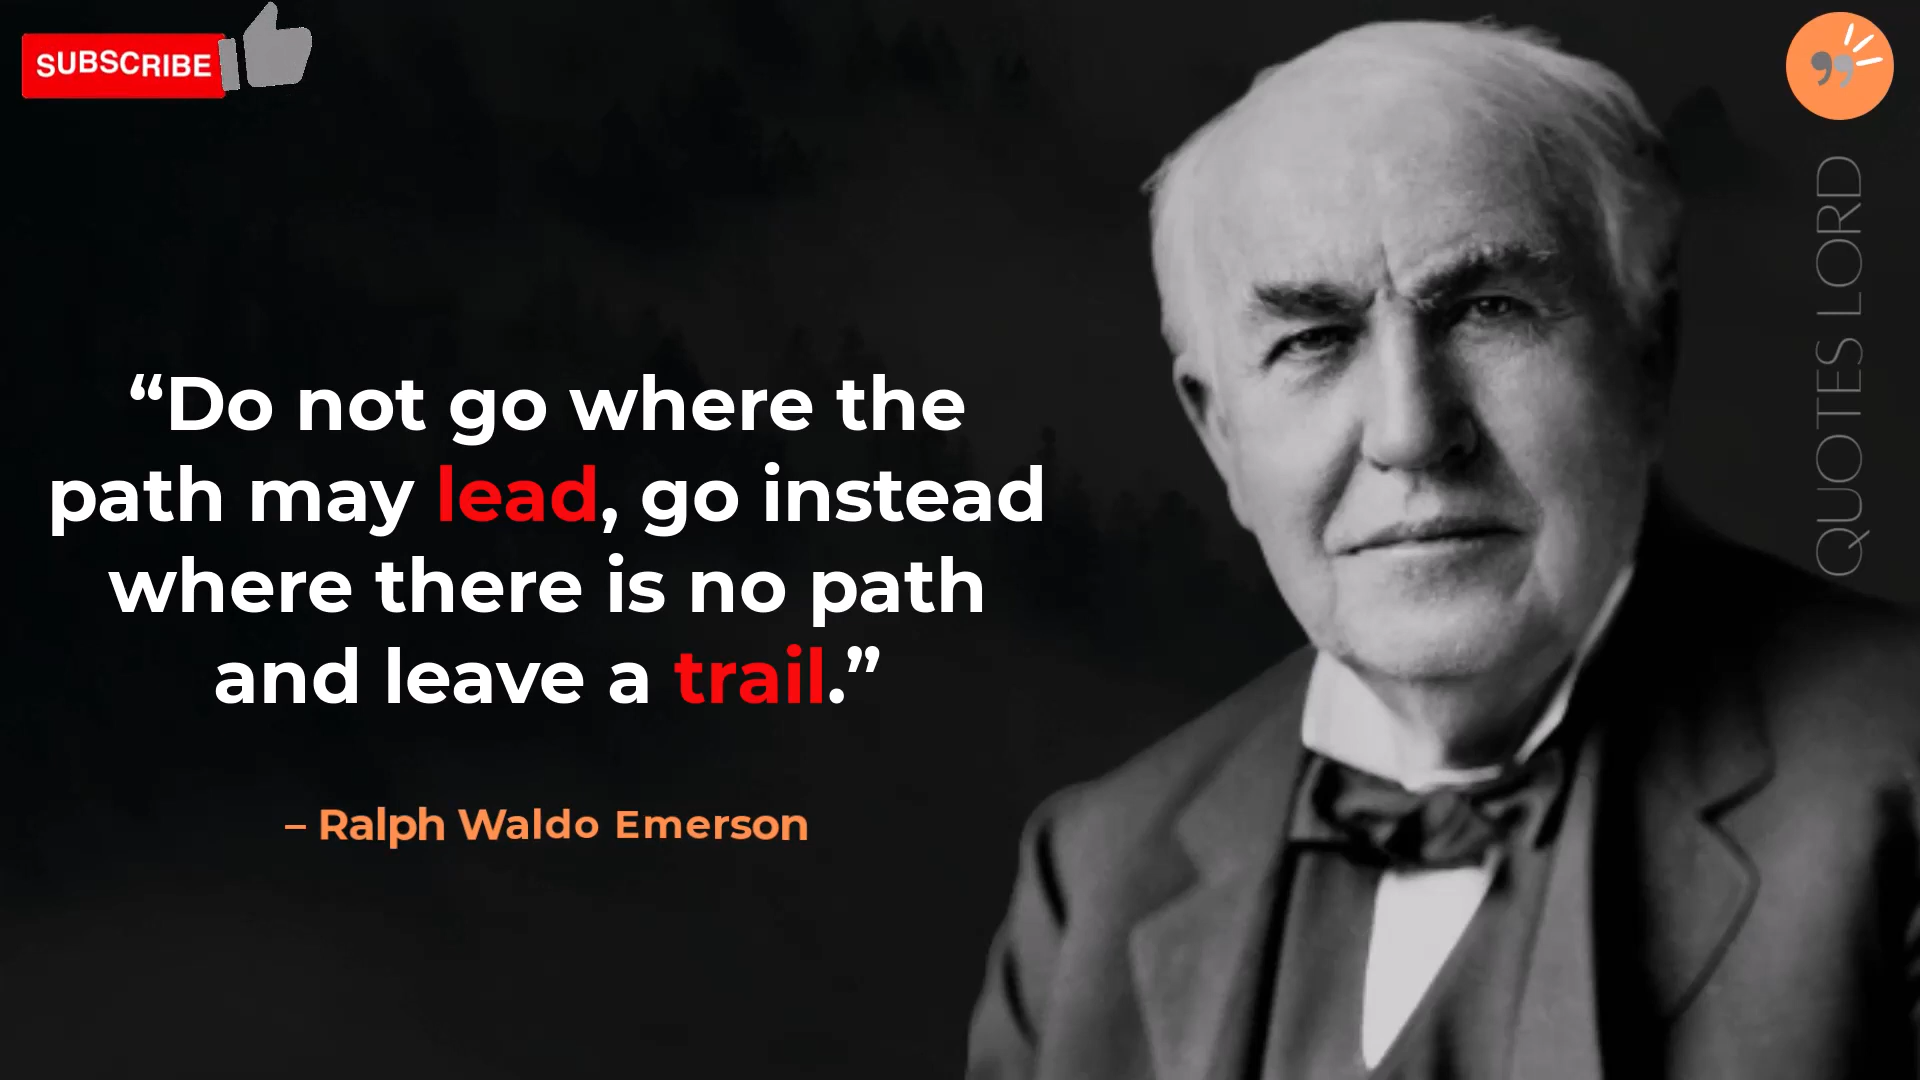 SUBSCRIBE
“Do not go where the
path may lead, go instead
where there is no path
and leave a trail.”
– Ralph Waldo Emerson
QUOTES LORD